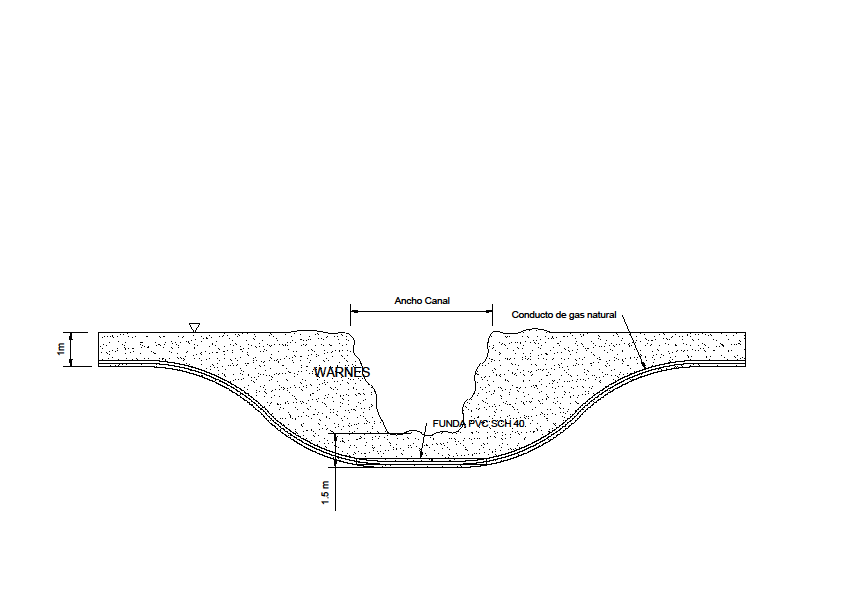 Ancho Canal
Conducto de gas natural
1m
WARNES
FUNDA PVC SCH 40.
1.5 m